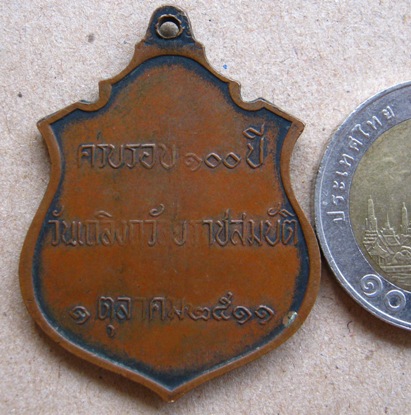 ครบรอบ ๑๐๐ ปี
วันเถลิงถวัลยราชสมบัติ
๑ ตุลาคม ๒๕๑๑
ประเทศไทย
๑๐